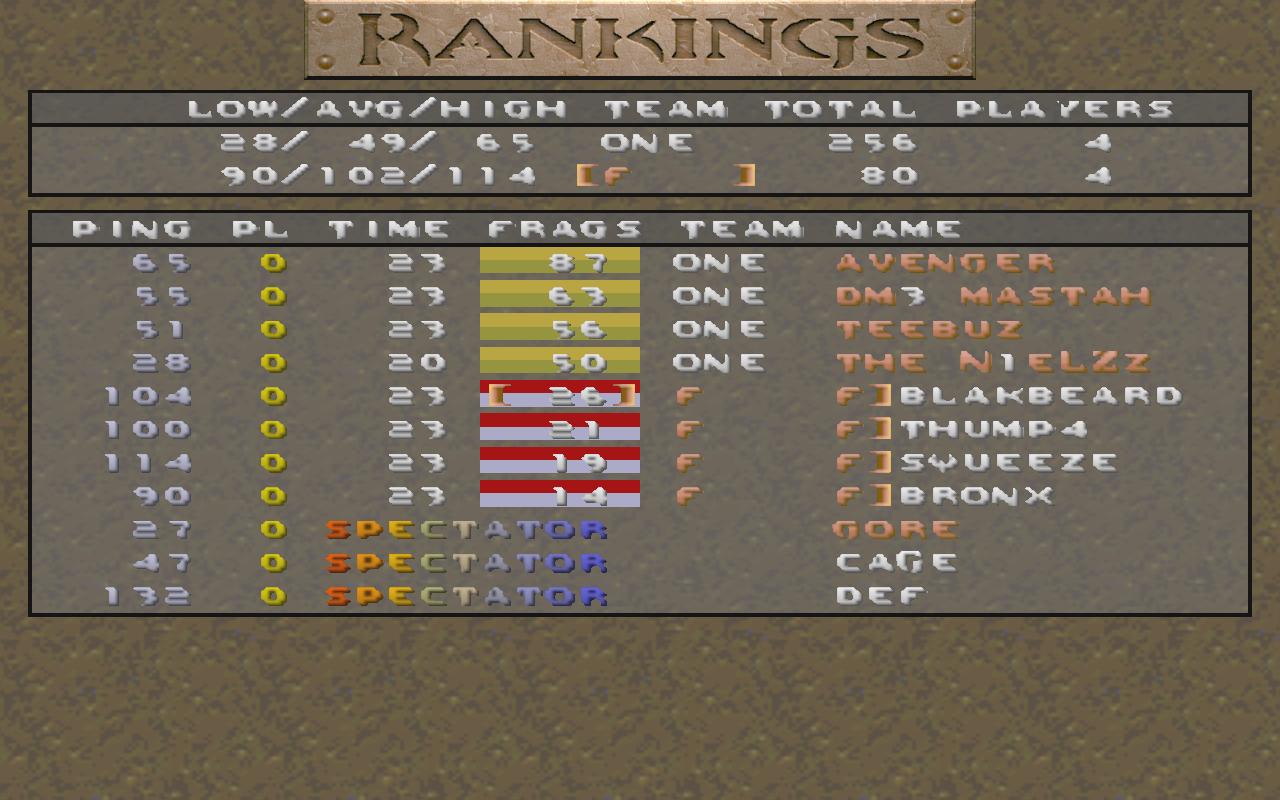 RANKINGS
LOW/AVG/HIGH TEAM TOTAL PLAYERS
28/ 49/ 65 ONE 256 4
90/102/114 [F ] 80 4
PING PL TIME FRAGS TEAM NAME
65 0 23 87 ONE AVENGER
55 0 23 63 ONE DM3 MASTAH
51 0 23 56 ONE TEEBUZ
28 0 20 50 ONE THE N1ELZZ
104 0 23 [ 26] F F]BLAKBEARD
100 0 23 21 F F]THUMP4
114 0 23 19 F F]SQUEEZE
90 0 23 14 F F]BRONX
27 0 SPECTATOR GORE
47 0 SPECTATOR CAGE
132 0 SPECTATOR DEF